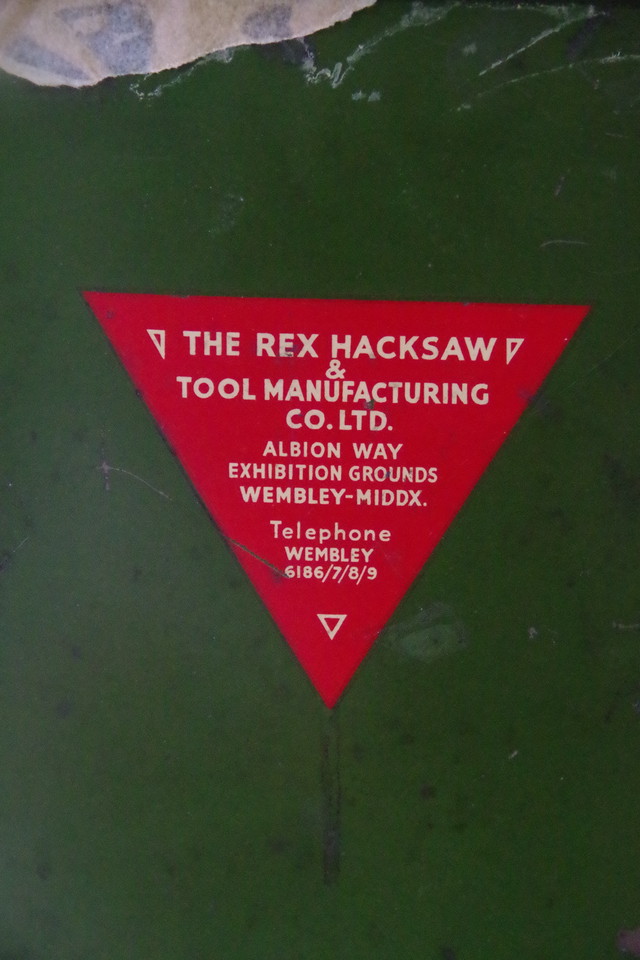 THE REX HACKSAW
&
TOOL MANUFACTURING
CO. LTD.
ALBION WAY
EXHIBITION GROUNDS
WEMBLEY-MIDDX.
Telephone
WEMBLEY
6186/7/8/9